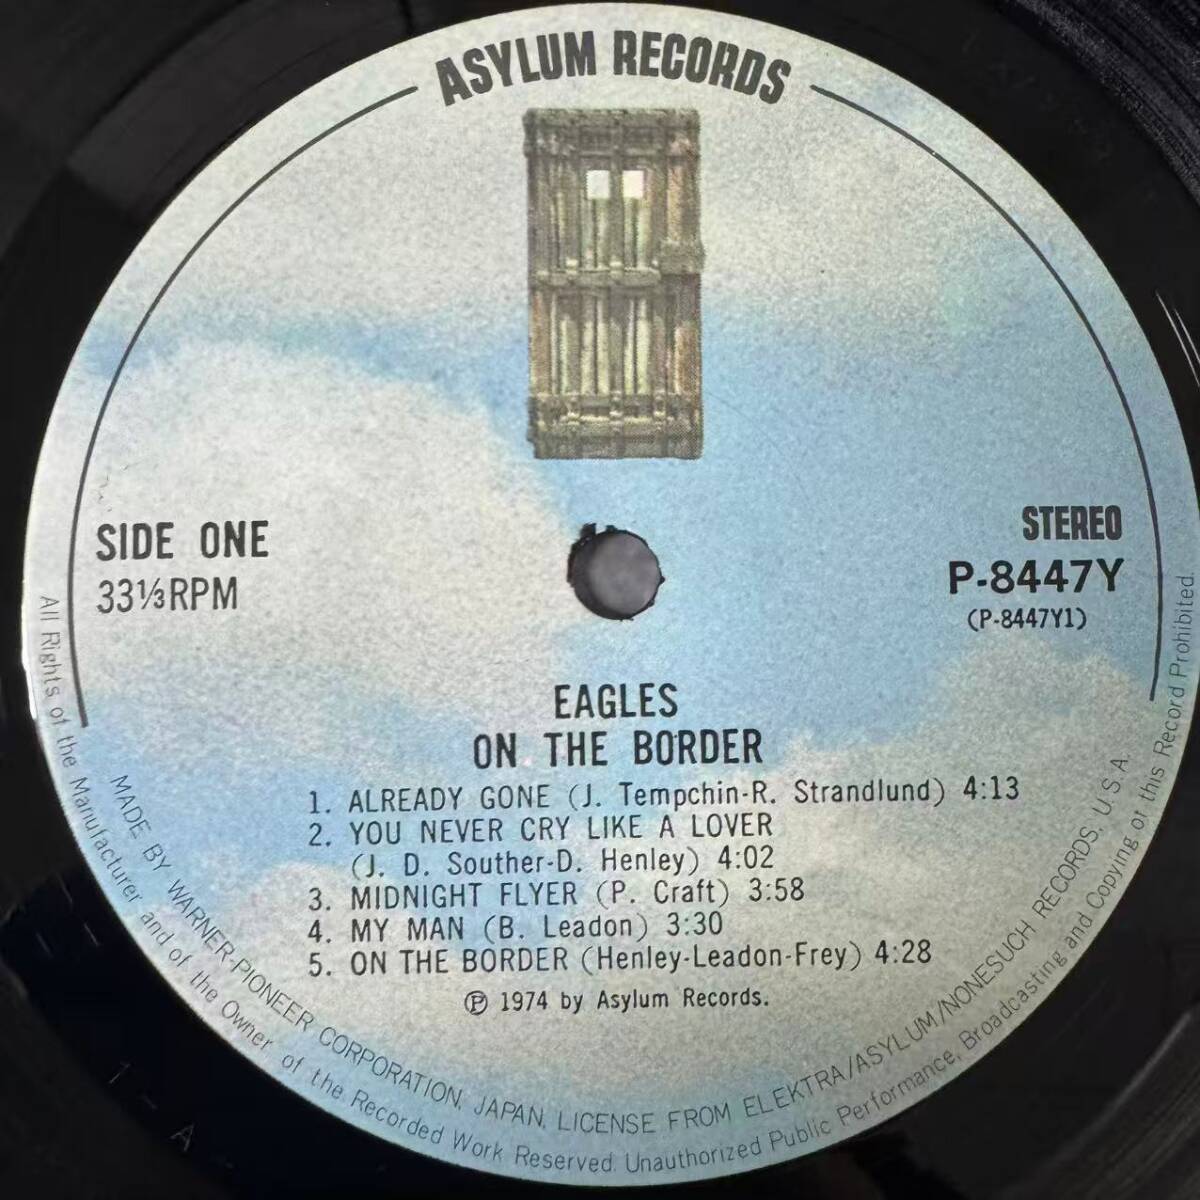 ASYLUM RECORDS
SIDE ONE
33⅓RPM
STEREO
P-8447Y
(P-8447Y1)
EAGLES
ON THE BORDER
1. ALREADY GONE (J. Tempchin-R. Strandlund) 4:13
2. YOU NEVER CRY LIKE A LOVER
(J. D. Souther-D. Henley) 4:02
3. MIDNIGHT FLYER (P. Craft) 3:58
4. MY MAN (B. Leadon) 3:30
5. ON THE BORDER (Henley-Leadon-Frey) 4:28
Ⓟ 1974 by Asylum Records.
MADE BY WARNER-PIONEER CORPORATION, JAPAN, LICENSE FROM ELEKTRA/ASYLUM/NONESUCH RECORDS, U.S.A.
All Rights of the Manufacturer and of the Owner of the Recorded Work Reserved. Unauthorized Public Performance, Broadcasting and Copying of this Record Prohibited.
1-A